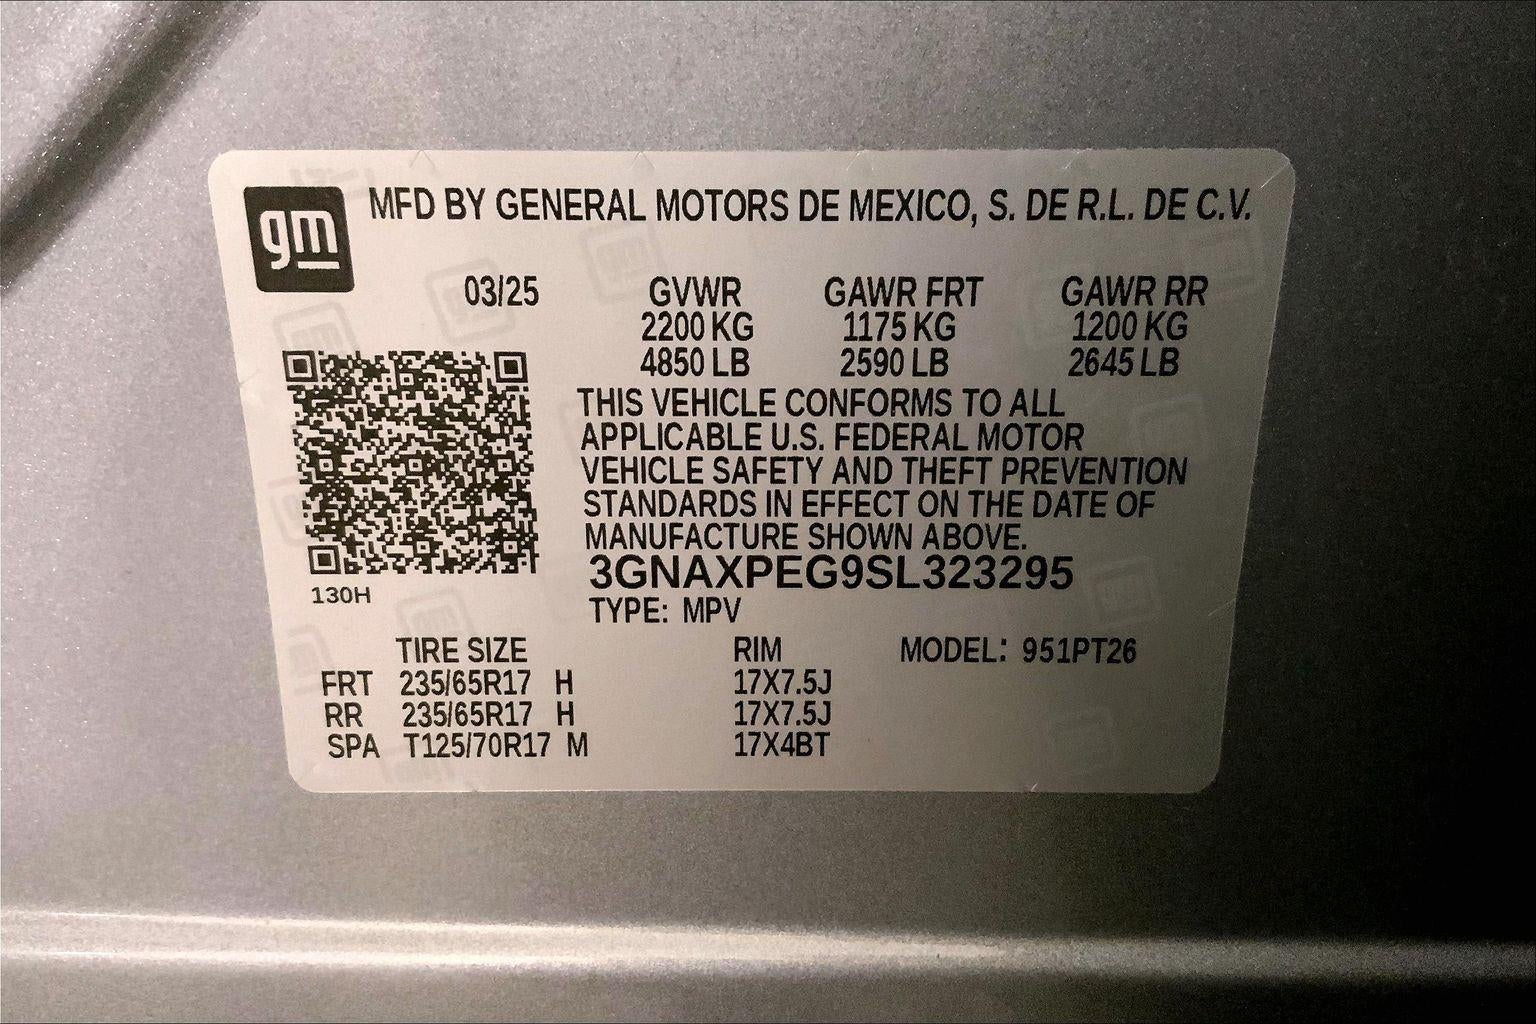 gm
MFD BY GENERAL MOTORS DE MEXICO, S. DE R.L. DE C.V.
03/25 GVWR GAWR FRT GAWR RR
2200 KG 1175 KG 1200 KG
4850 LB 2590 LB 2645 LB
THIS VEHICLE CONFORMS TO ALL
APPLICABLE U.S. FEDERAL MOTOR
VEHICLE SAFETY AND THEFT PREVENTION
STANDARDS IN EFFECT ON THE DATE OF
MANUFACTURE SHOWN ABOVE.
3GNAXPEG9SL323295
130H
TYPE: MPV
TIRE SIZE RIM MODEL: 951PT26
FRT 235/65R17 H 17X7.5J
RR 235/65R17 H 17X7.5J
SPA T125/70R17 M 17X4BT